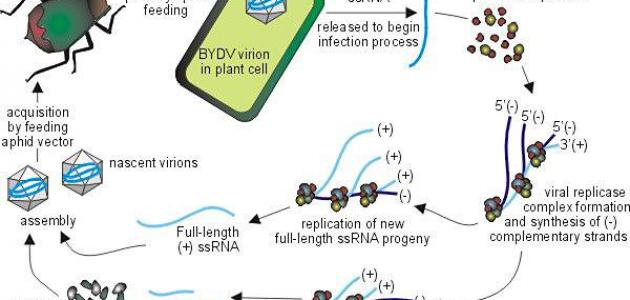 feeding
BYDV virion
in plant cell
released to begin
infection process
acquisition
by feeding
aphid vector
nascent virions
assembly
Full-length
(+) ssRNA
(+)
(+)
(+)
(-)
replication of new
full-length ssRNA progeny
5'(-)
5'(-)
5'(-)
3'(+)
viral replicase
complex formation
and synthesis of (-)
complementary strands
(+)
(+)